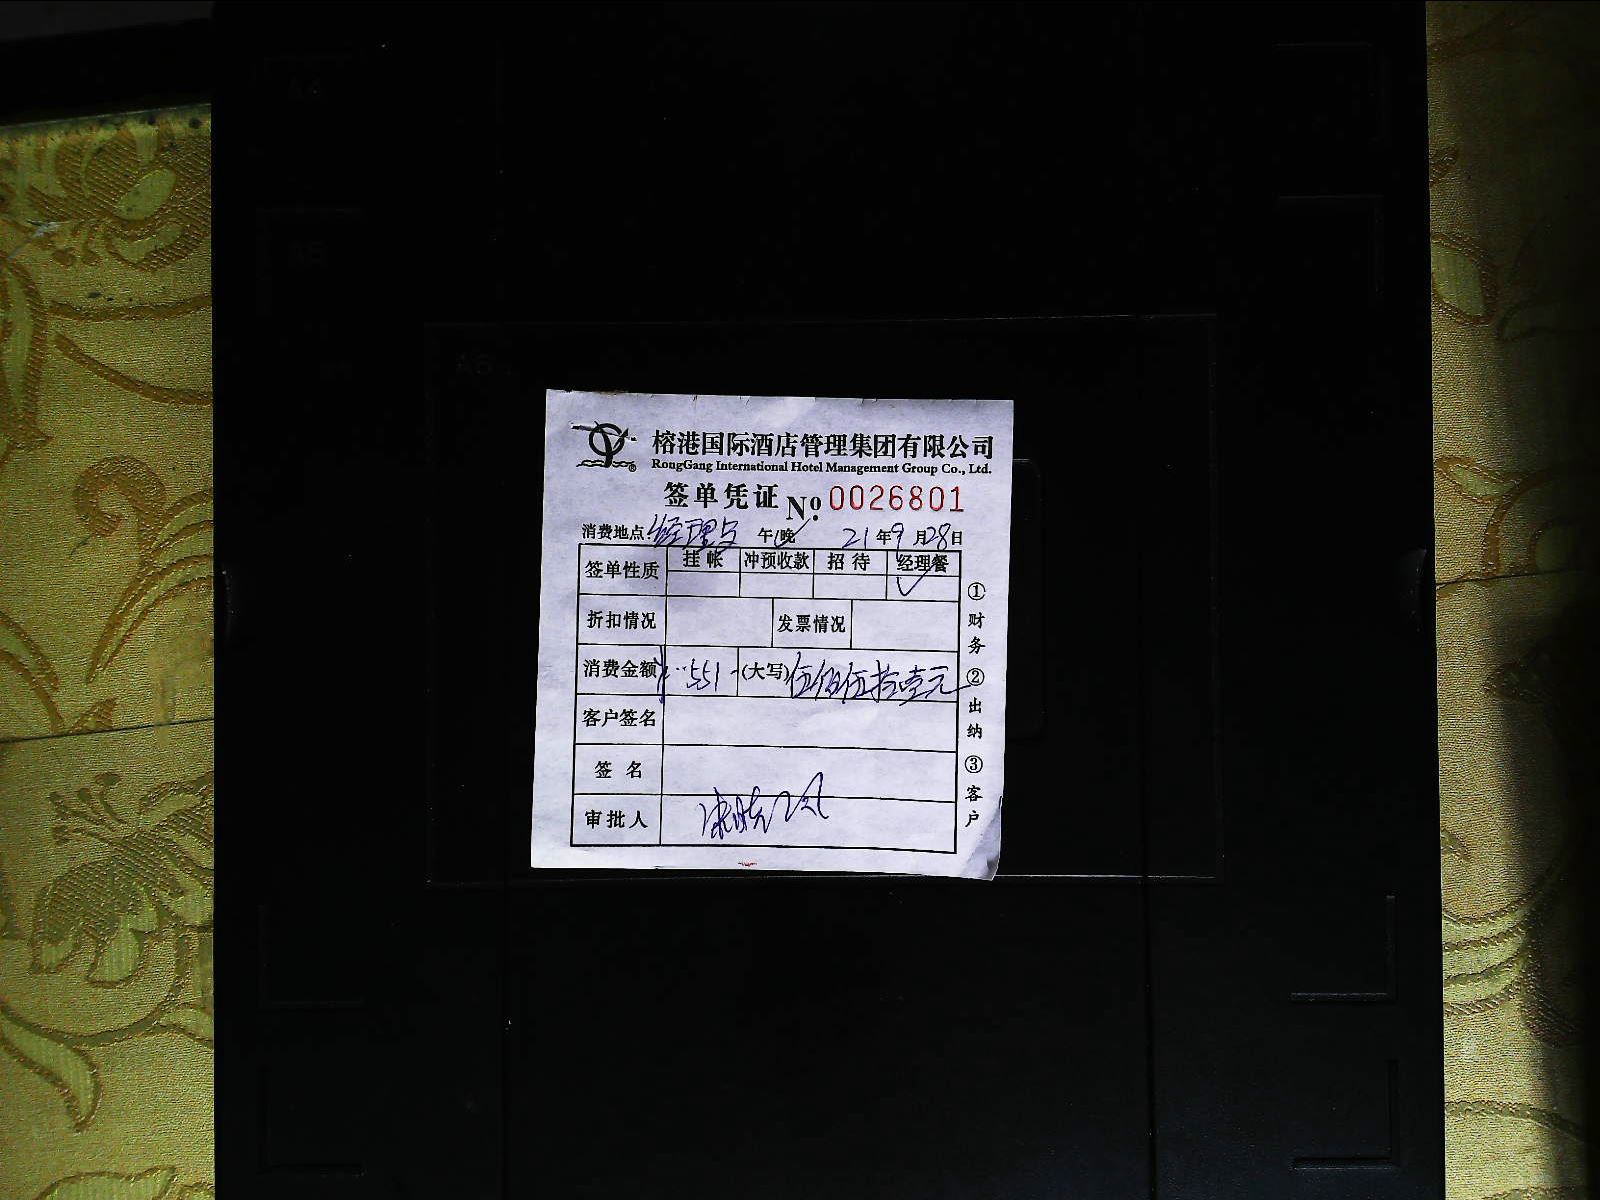 榕港国际酒店管理集团有限公司
RongGang International Hotel Management Group Co., Ltd.
签单凭证 Nº. 0026801
消费地点: 经理 午/晚 21年9月28日
签单性质 挂帐 冲预收款 招待 经理餐
折扣情况 发票情况
消费金额 551- (大写) 伍佰伍拾壹元
客户签名
签名
审批人
①财务 ②出纳 ③客户
A6